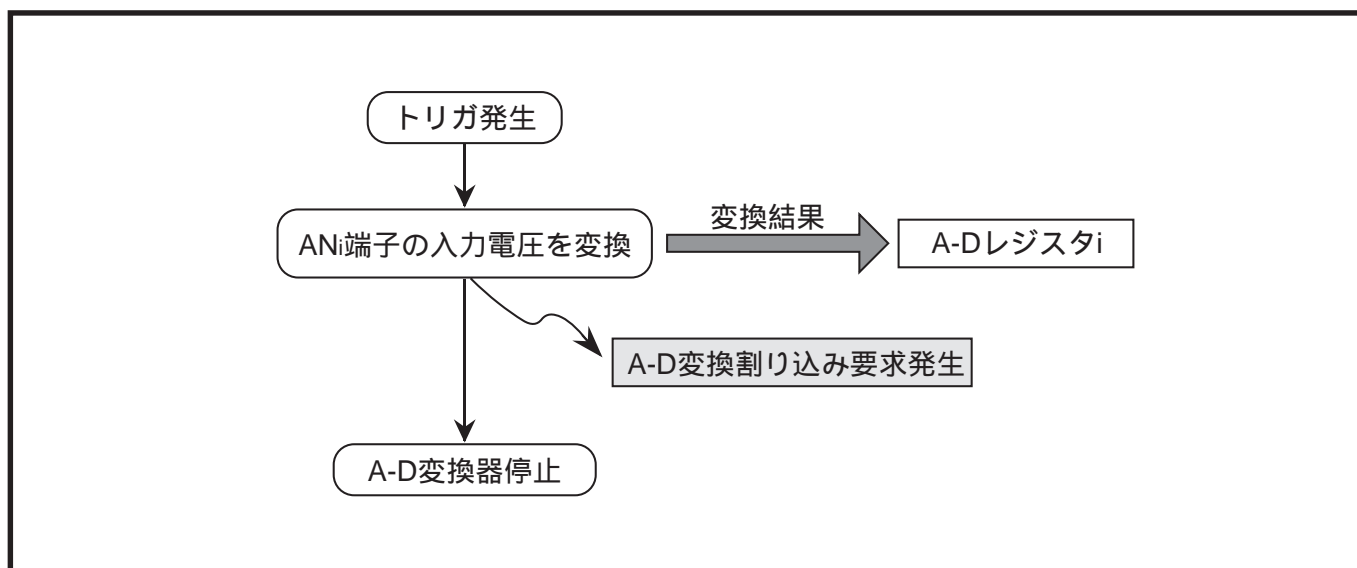 トリガ発生
ANi端子の入力電圧を変換
変換結果
A-Dレジスタi
A-D変換割り込み要求発生
A-D変換器停止